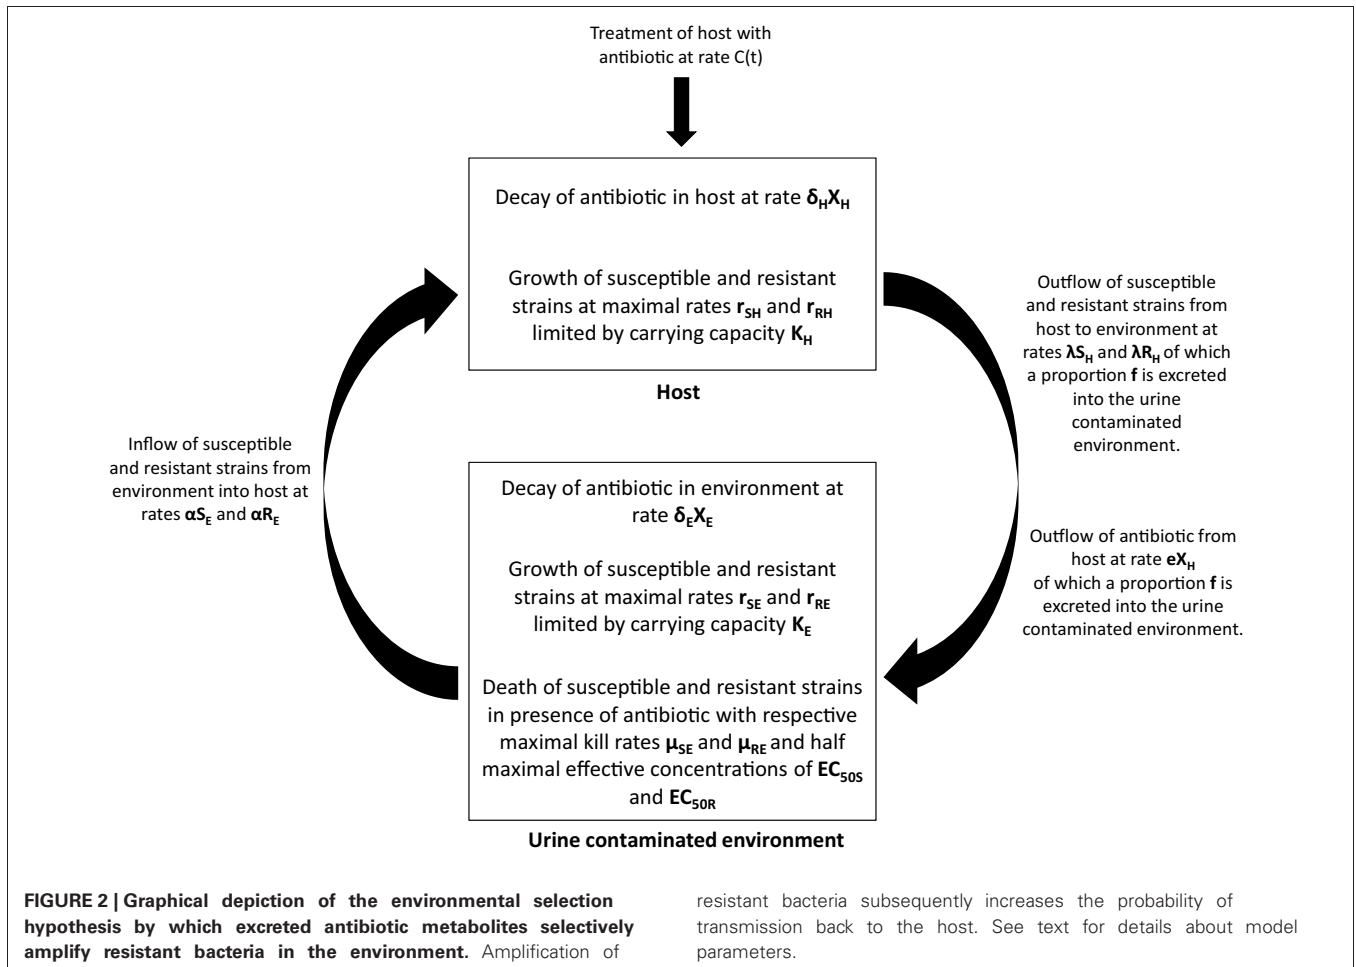 Treatment of host with
antibiotic at rate C(t)
Decay of antibiotic in host at rate δHXH
Growth of susceptible and resistant
strains at maximal rates rSH and rRH
limited by carrying capacity KH
Host
Outflow of susceptible
and resistant strains from
host to environment at
rates λSH and λRH of which
a proportion f is excreted
into the urine
contaminated
environment.
Inflow of susceptible
and resistant strains from
environment into host at
rates αSE and αRE
Decay of antibiotic in environment at
rate δEXE
Growth of susceptible and resistant
strains at maximal rates rSE and rRE
limited by carrying capacity KE
Death of susceptible and resistant strains
in presence of antibiotic with respective
maximal kill rates μSE and μRE and half
maximal effective concentrations of EC50S
and EC50R
Outflow of antibiotic from
host at rate eXH
of which a proportion f is
excreted into the urine
contaminated environment.
Urine contaminated environment
FIGURE 2 | Graphical depiction of the environmental selection
hypothesis by which excreted antibiotic metabolites selectively
amplify resistant bacteria in the environment. Amplification of
resistant bacteria subsequently increases the probability of
transmission back to the host. See text for details about model
parameters.